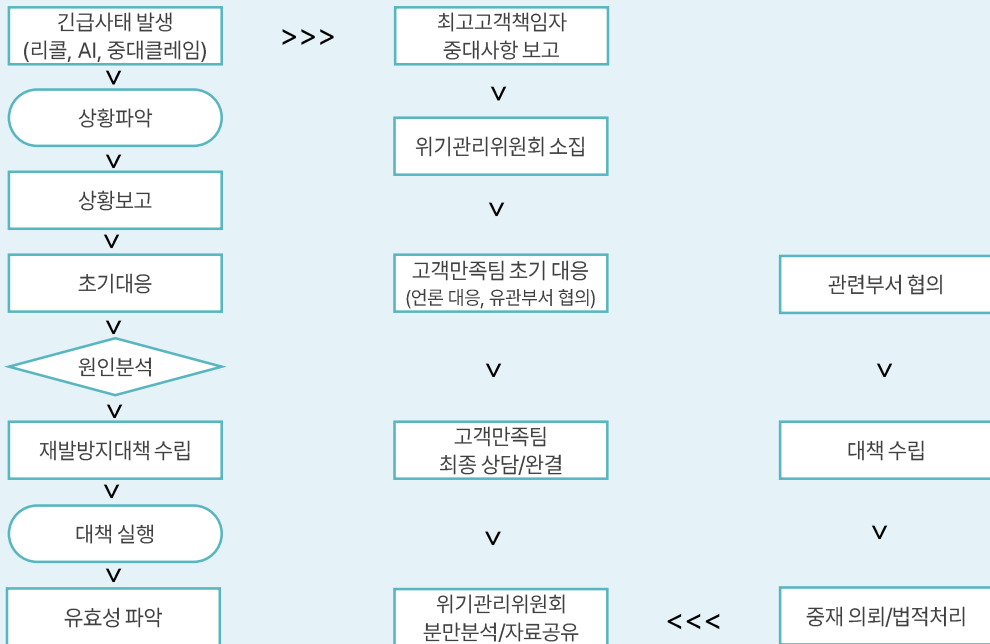 긴급사태 발생
(리콜, AI, 중대클레임)
>>>
최고고객책임자
중대사항 보고
상황파악
위기관리위원회 소집
상황보고
초기대응
고객만족팀 초기 대응
(언론 대응, 유관부서 협의)
관련부서 협의
원인분석
재발방지대책 수립
고객만족팀
최종 상담/완결
대책 수립
대책 실행
유효성 파악
위기관리위원회
분만분석/자료공유
<<<
중재 의뢰/법적처리